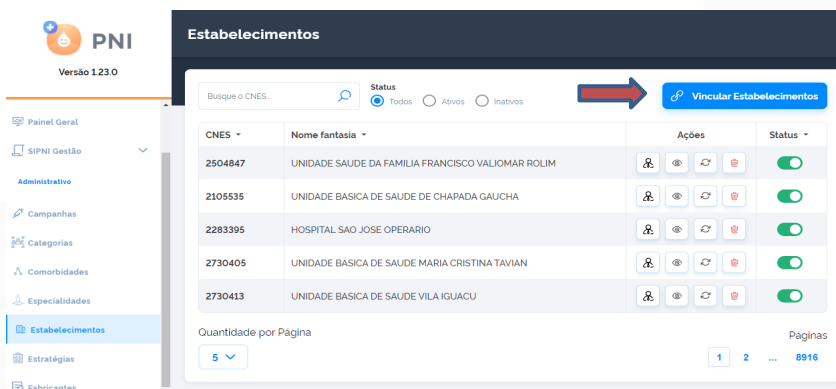 PNI
Versão 1.23.0
Painel Geral
SIPNI Gestão
Administrativo
Campanhas
Categorias
Comorbidades
Especialidades
Estabelecimentos
Estratégias
Fabricantes
Estabelecimentos
Busque o CNES..
Status
Todos Ativos Inativos
Vincular Estabelecimentos
CNES Nome fantasia Ações Status
2504847 UNIDADE SAUDE DA FAMILIA FRANCISCO VALIOMAR ROLIM
2105535 UNIDADE BASICA DE SAUDE DE CHAPADA GAUCHA
2283395 HOSPITAL SAO JOSE OPERARIO
2730405 UNIDADE BASICA DE SAUDE MARIA CRISTINA TAVIAN
2730413 UNIDADE BASICA DE SAUDE VILA IGUACU
Quantidade por Página
5
Páginas
1 2 ... 8916